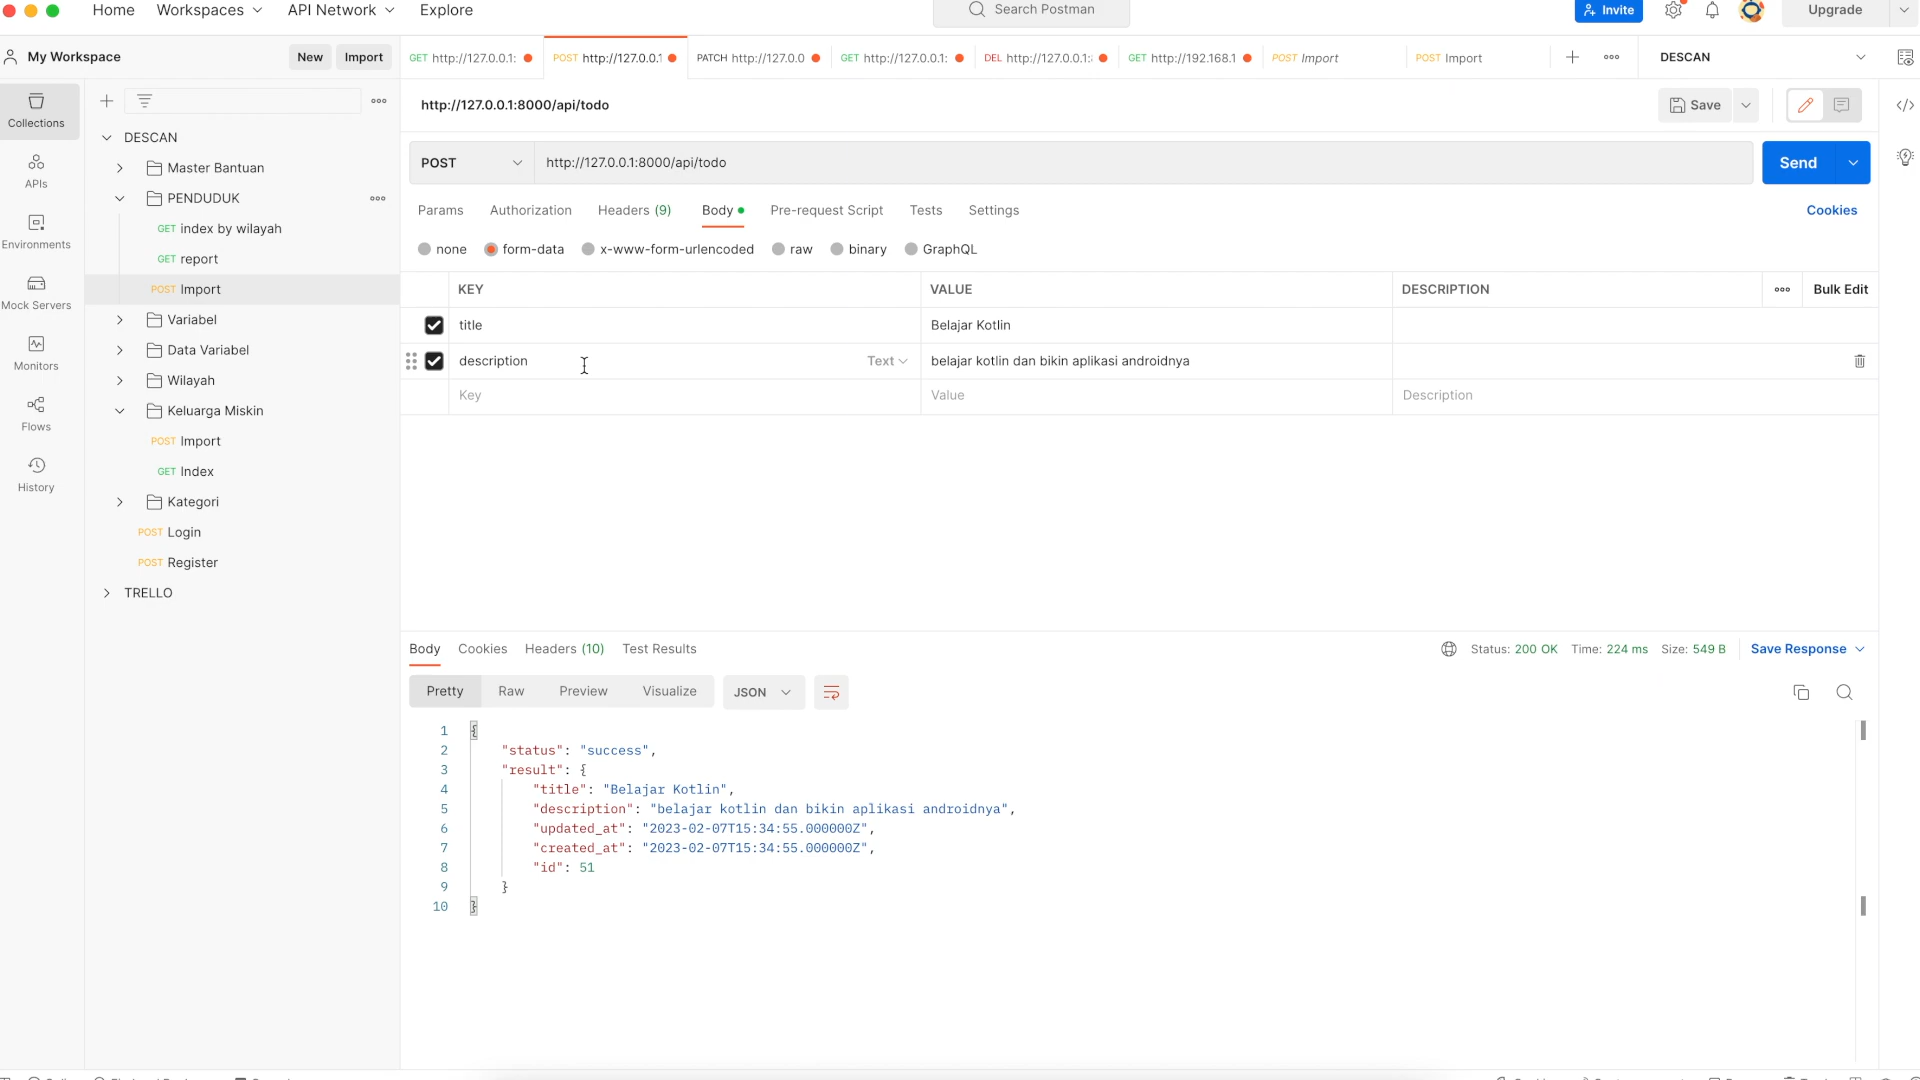 Home Workspaces API Network Explore Search Postman Invite Upgrade
My Workspace New Import
GET http://127.0.0.1: POST http://127.0.0.1 PATCH http://127.0.0 GET http://127.0.0.1: DEL http://127.0.0.1: GET http://192.168.1 POST Import POST Import DESCAN
Collections
APIs
Environments
Mock Servers
Monitors
Flows
History
DESCAN
Master Bantuan
PENDUDUK
GET index by wilayah
GET report
POST Import
Variabel
Data Variabel
Wilayah
Keluarga Miskin
POST Import
GET Index
Kategori
POST Login
POST Register
TRELLO
http://127.0.0.1:8000/api/todo Save
POST http://127.0.0.1:8000/api/todo Send
Params Authorization Headers (9) Body Pre-request Script Tests Settings Cookies
none form-data x-www-form-urlencoded raw binary GraphQL
KEY VALUE DESCRIPTION Bulk Edit
title Belajar Kotlin
description Text belajar kotlin dan bikin aplikasi androidnya
Key Value Description
Body Cookies Headers (10) Test Results Status: 200 OK Time: 224 ms Size: 549 B Save Response
Pretty Raw Preview Visualize JSON
1 {
2 "status": "success",
3 "result": {
4 "title": "Belajar Kotlin",
5 "description": "belajar kotlin dan bikin aplikasi androidnya",
6 "updated_at": "2023-02-07T15:34:55.000000Z",
7 "created_at": "2023-02-07T15:34:55.000000Z",
8 "id": 51
9 }
10 }